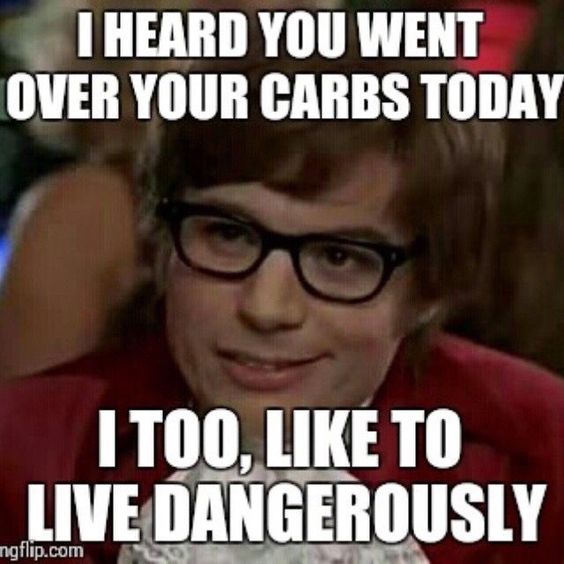 I HEARD YOU WENT
OVER YOUR CARBS TODAY
I TOO, LIKE TO
LIVE DANGEROUSLY
ngflip.com